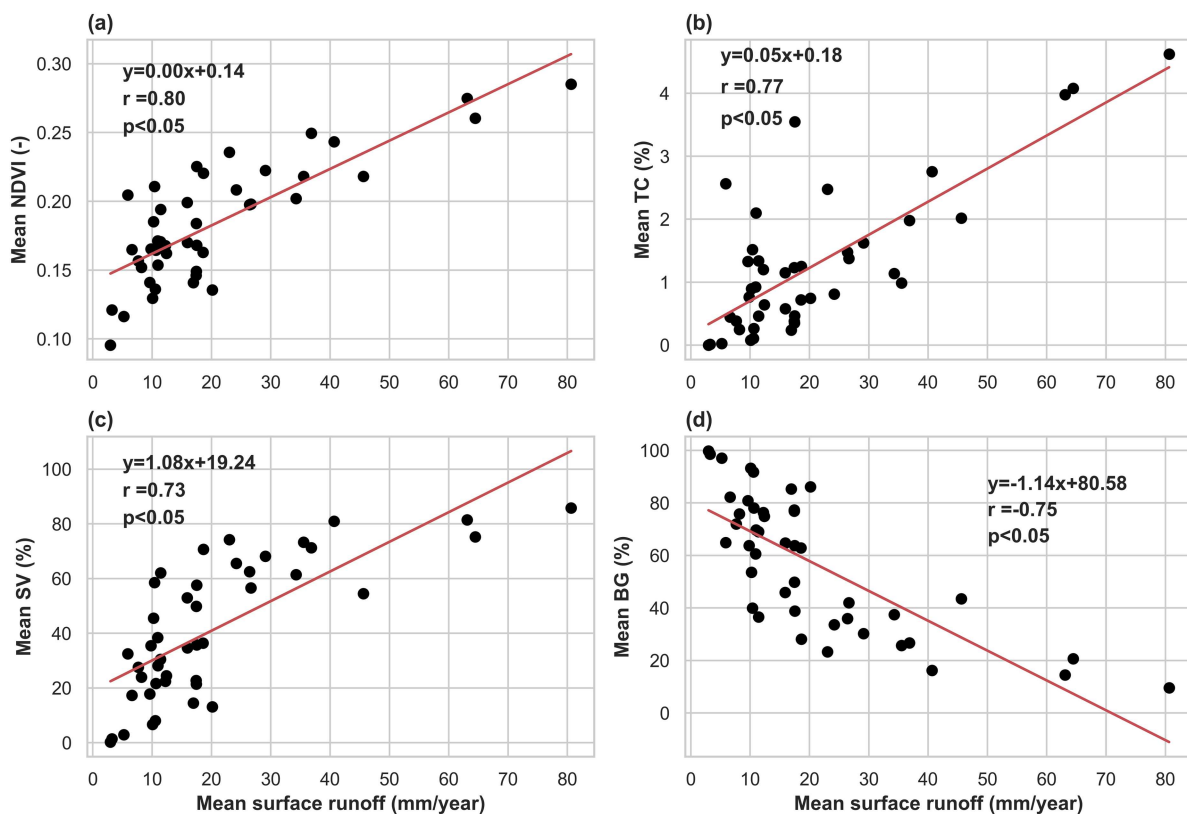 (a)
y=0.00x+0.14
r =0.80
p<0.05
Mean NDVI (-)
0.30
0.25
0.20
0.15
0.10
0 10 20 30 40 50 60 70 80
(b)
y=0.05x+0.18
r =0.77
p<0.05
Mean TC (%)
4
3
2
1
0
0 10 20 30 40 50 60 70 80
(c)
y=1.08x+19.24
r =0.73
p<0.05
Mean SV (%)
100
80
60
40
20
0
0 10 20 30 40 50 60 70 80
Mean surface runoff (mm/year)
(d)
y=-1.14x+80.58
r =-0.75
p<0.05
Mean BG (%)
100
80
60
40
20
0
0 10 20 30 40 50 60 70 80
Mean surface runoff (mm/year)